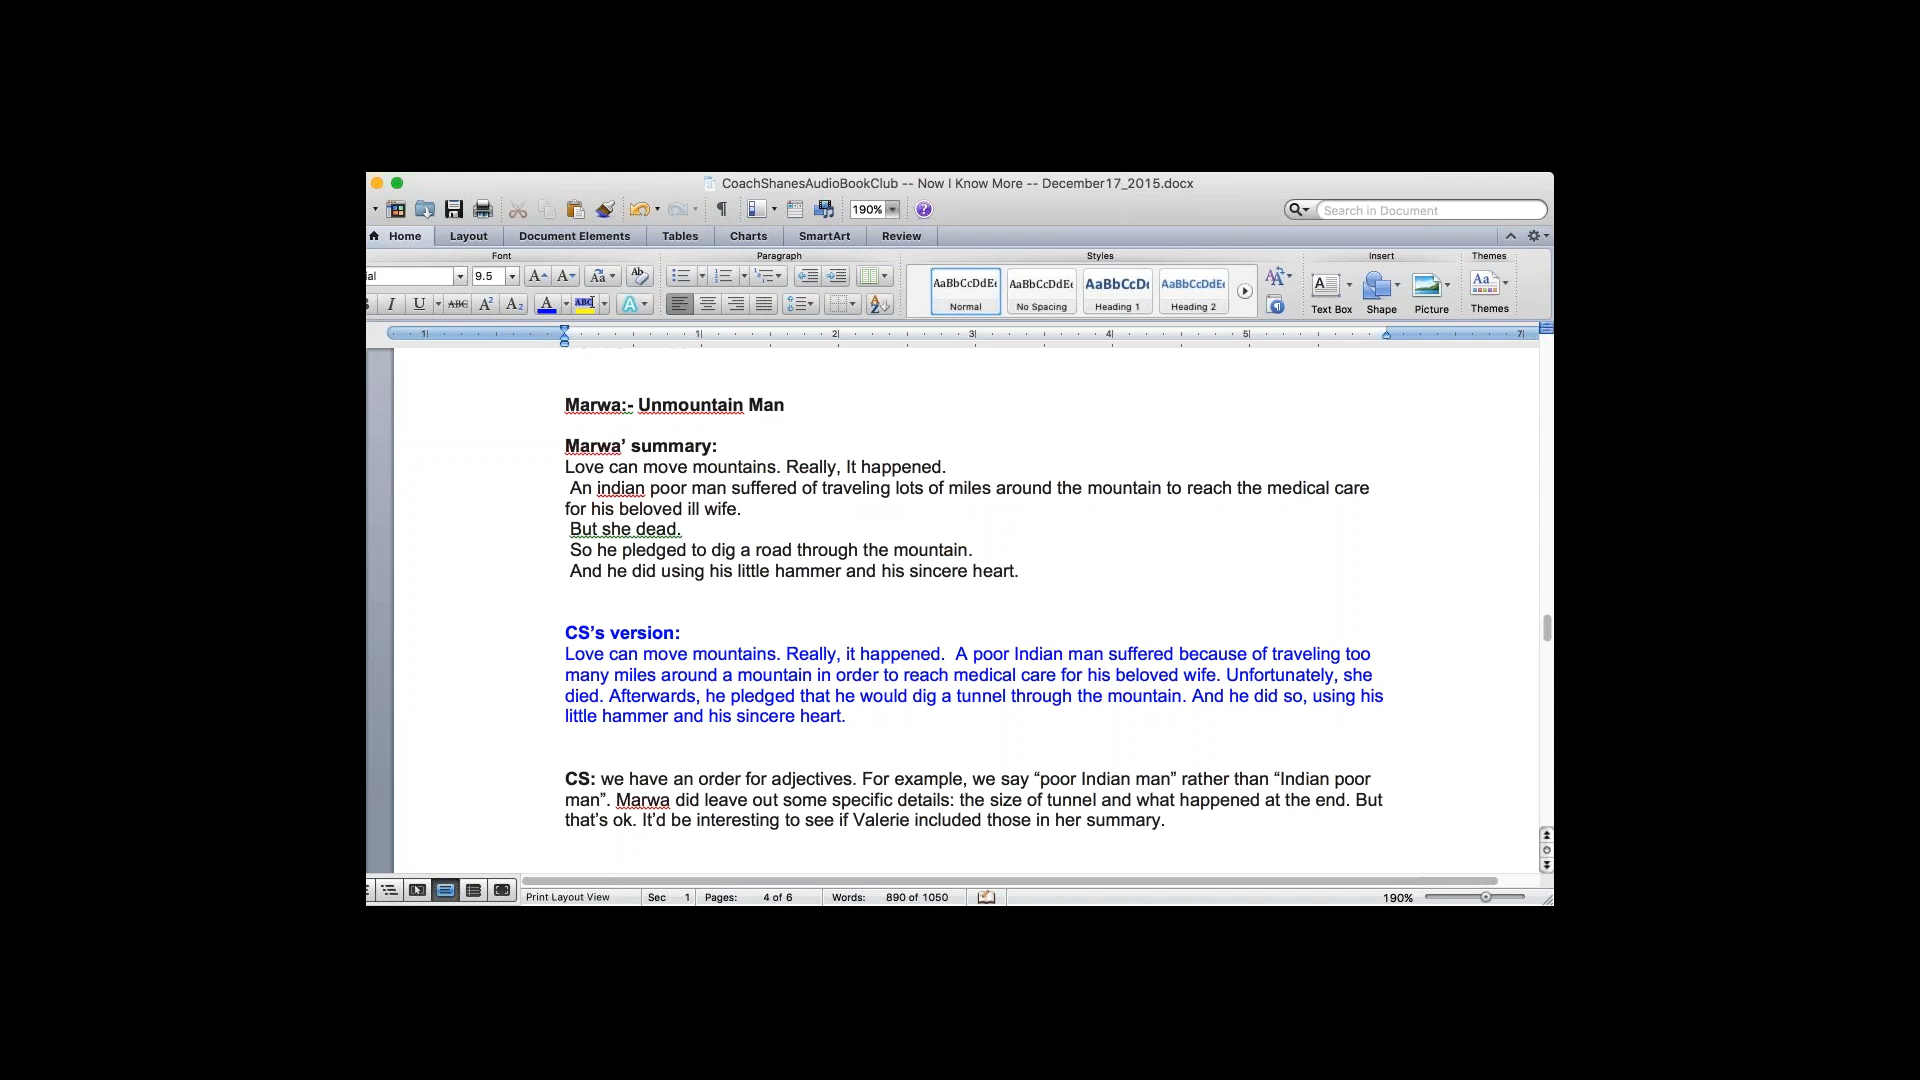 CoachShanesAudioBookClub -- Now I Know More -- December17_2015.docx
190%
Search in Document
Home Layout Document Elements Tables Charts SmartArt Review
Font Paragraph Styles Insert Themes
ial 9.5
AaBbCcDdEe AaBbCcDdEe AaBbCcDd AaBbCcDdEe
Normal No Spacing Heading 1 Heading 2
Text Box Shape Picture Themes
1 1 2 3 4 5 7
Marwa:- Unmountain Man
Marwa’ summary:
Love can move mountains. Really, It happened.
An indian poor man suffered of traveling lots of miles around the mountain to reach the medical care
for his beloved ill wife.
But she dead.
So he pledged to dig a road through the mountain.
And he did using his little hammer and his sincere heart.
CS’s version:
Love can move mountains. Really, it happened.  A poor Indian man suffered because of traveling too
many miles around a mountain in order to reach medical care for his beloved wife. Unfortunately, she
died. Afterwards, he pledged that he would dig a tunnel through the mountain. And he did so, using his
little hammer and his sincere heart.
CS: we have an order for adjectives. For example, we say “poor Indian man” rather than “Indian poor
man”. Marwa did leave out some specific details: the size of tunnel and what happened at the end. But
that’s ok. It’d be interesting to see if Valerie included those in her summary.
Print Layout View Sec 1 Pages: 4 of 6 Words: 890 of 1050 190%